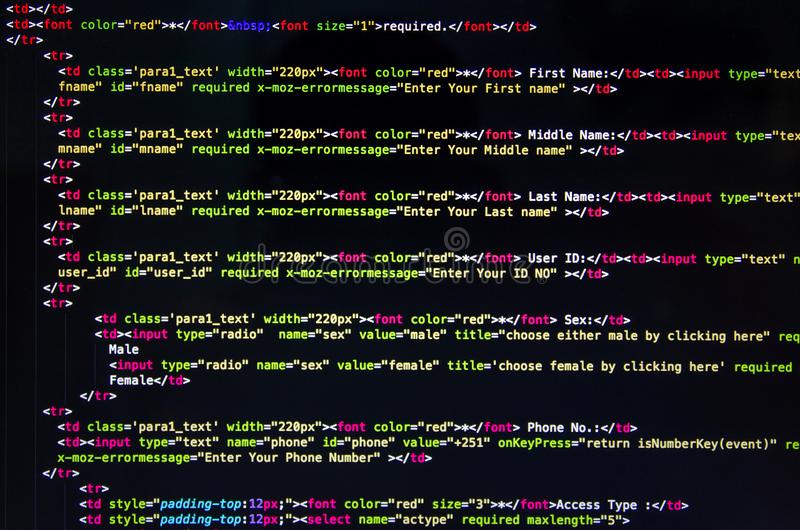 <td></td>
<td><font color="red">*</font>&nbsp;<font size="1">required.</font></td>
</tr>
<tr>
<td class='para1_text' width="220px"><font color="red">*</font> First Name:</td><td><input type="text
fname" id="fname" required x-moz-errormessage="Enter Your First name" ></td>
</tr>
<tr>
<td class='para1_text' width="220px"><font color="red">*</font> Middle Name:</td><td><input type="tex
mname" id="mname" required x-moz-errormessage="Enter Your Middle name" ></td>
</tr>
<tr>
<td class='para1_text' width="220px"><font color="red">*</font> Last Name:</td><td><input type="text"
lname" id="lname" required x-moz-errormessage="Enter Your Last name" ></td>
</tr>
<tr>
<td class='para1_text' width="220px"><font color="red">*</font> User ID:</td><td><input type="text" n
user_id" id="user_id" required x-moz-errormessage="Enter Your ID NO" ></td>
dreamstime
</tr>
<tr>
<td class='para1_text' width="220px"><font color="red">*</font> Sex:</td>
<td><input type="radio"  name="sex" value="male" title="choose either male by clicking here" req
Male
<input type="radio" name="sex" value="female" title='choose female by clicking here' required
Female</td>
</tr>
<tr>
<td class='para1_text' width="220px"><font color="red">*</font> Phone No.:</td>
<td><input type="text" name="phone" id="phone" value="+251" onKeyPress="return isNumberKey(event)" re
x-moz-errormessage="Enter Your Phone Number" ></td>
</tr>
<tr>
<td style="padding-top:12px;"><font color="red" size="3">*</font>Access Type :</td>
<td style="padding-top:12px;"><select name="actype" required maxlength="5">